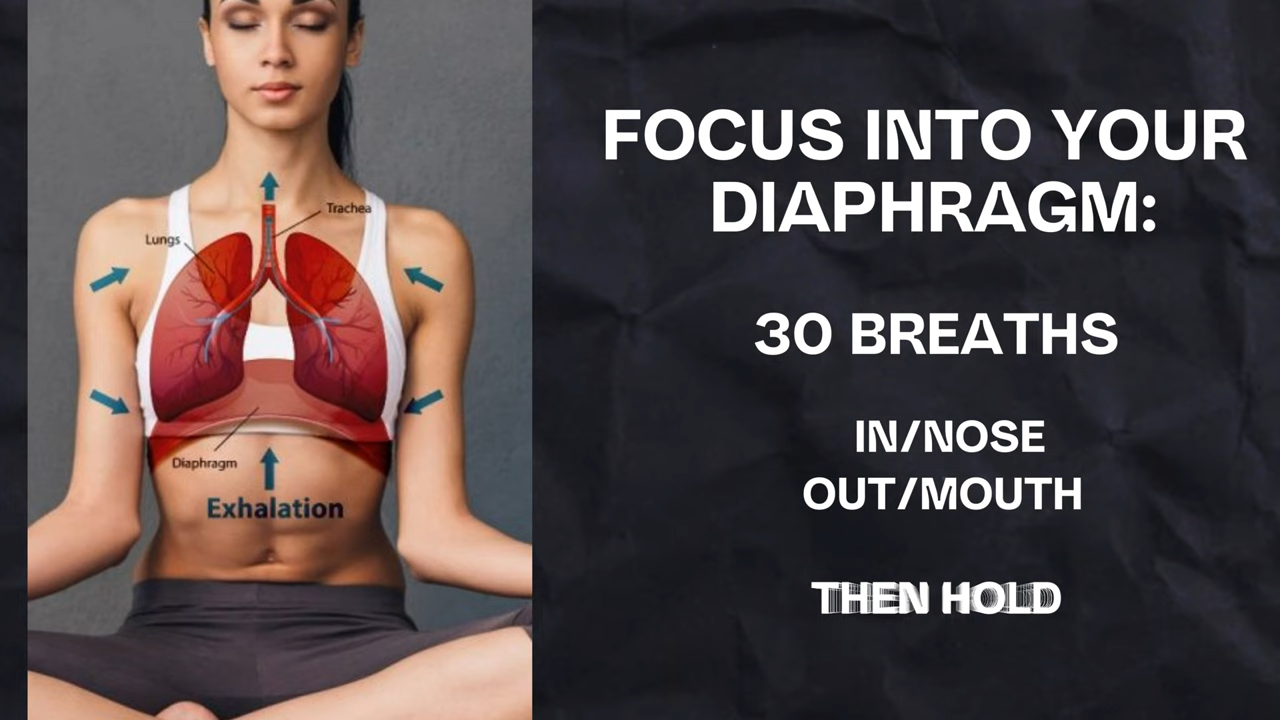 Trachea
Lungs
Diaphragm
Exhalation
FOCUS INTO YOUR
DIAPHRAGM:
30 BREATHS
IN/NOSE
OUT/MOUTH
THEN HOLD